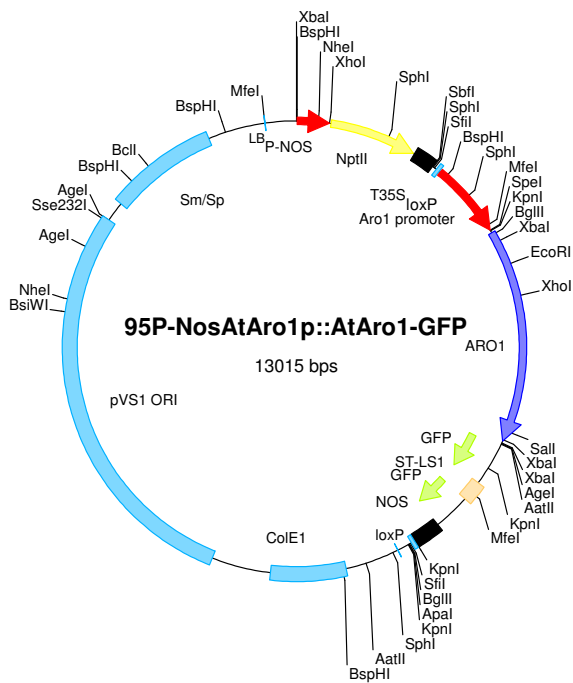 XbaI
BspHI
NheI
XhoI
SphI
SbfI
SphI
SfiI
BspHI
SphI
MfeI
SpeI
KpnI
BglII
XbaI
EcoRI
XhoI
MfeI
BspHI
BclI
BspHI
AgeI
Sse232I
AgeI
NheI
BsiWI
LB
P-NOS
NptII
T35S
loxP
Aro1 promoter
Sm/Sp
95P-NosAtAro1p::AtAro1-GFP
13015 bps
ARO1
pVS1 ORI
GFP
ST-LS1
GFP
NOS
loxP
ColE1
SalI
XbaI
XbaI
AgeI
AatII
KpnI
MfeI
KpnI
SfiI
BglII
ApaI
KpnI
SphI
AatII
BspHI